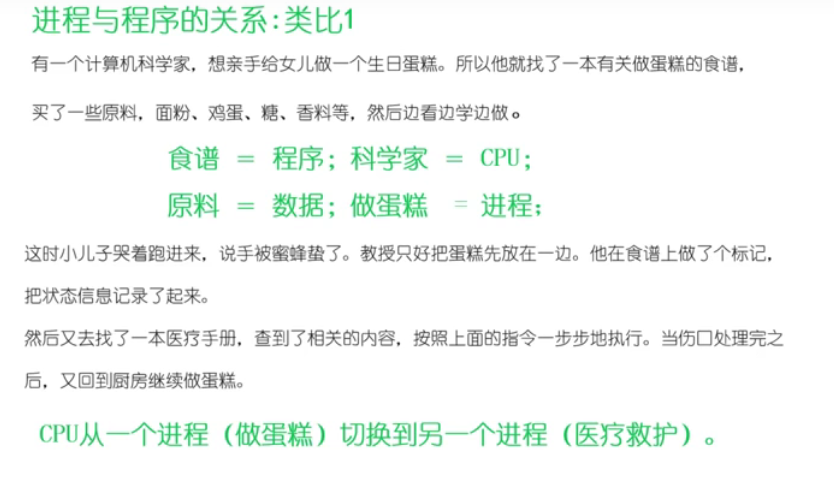 进程与程序的关系:类比1
有一个计算机科学家，想亲手给女儿做一个生日蛋糕。所以他就找了一本有关做蛋糕的食谱，
买了一些原料，面粉、鸡蛋、糖、香料等，然后边看边学边做。
食谱 = 程序; 科学家 = CPU;
原料 = 数据; 做蛋糕 = 进程;
这时小儿子哭着跑进来，说手被蜜蜂蛰了。教授只好把蛋糕先放在一边。他在食谱上做了个标记，
把状态信息记录了起来。
然后又去找了一本医疗手册，查到了相关的内容，按照上面的指令一步步地执行。当伤口处理完之
后，又回到厨房继续做蛋糕。
CPU从一个进程（做蛋糕）切换到另一个进程（医疗救护）。